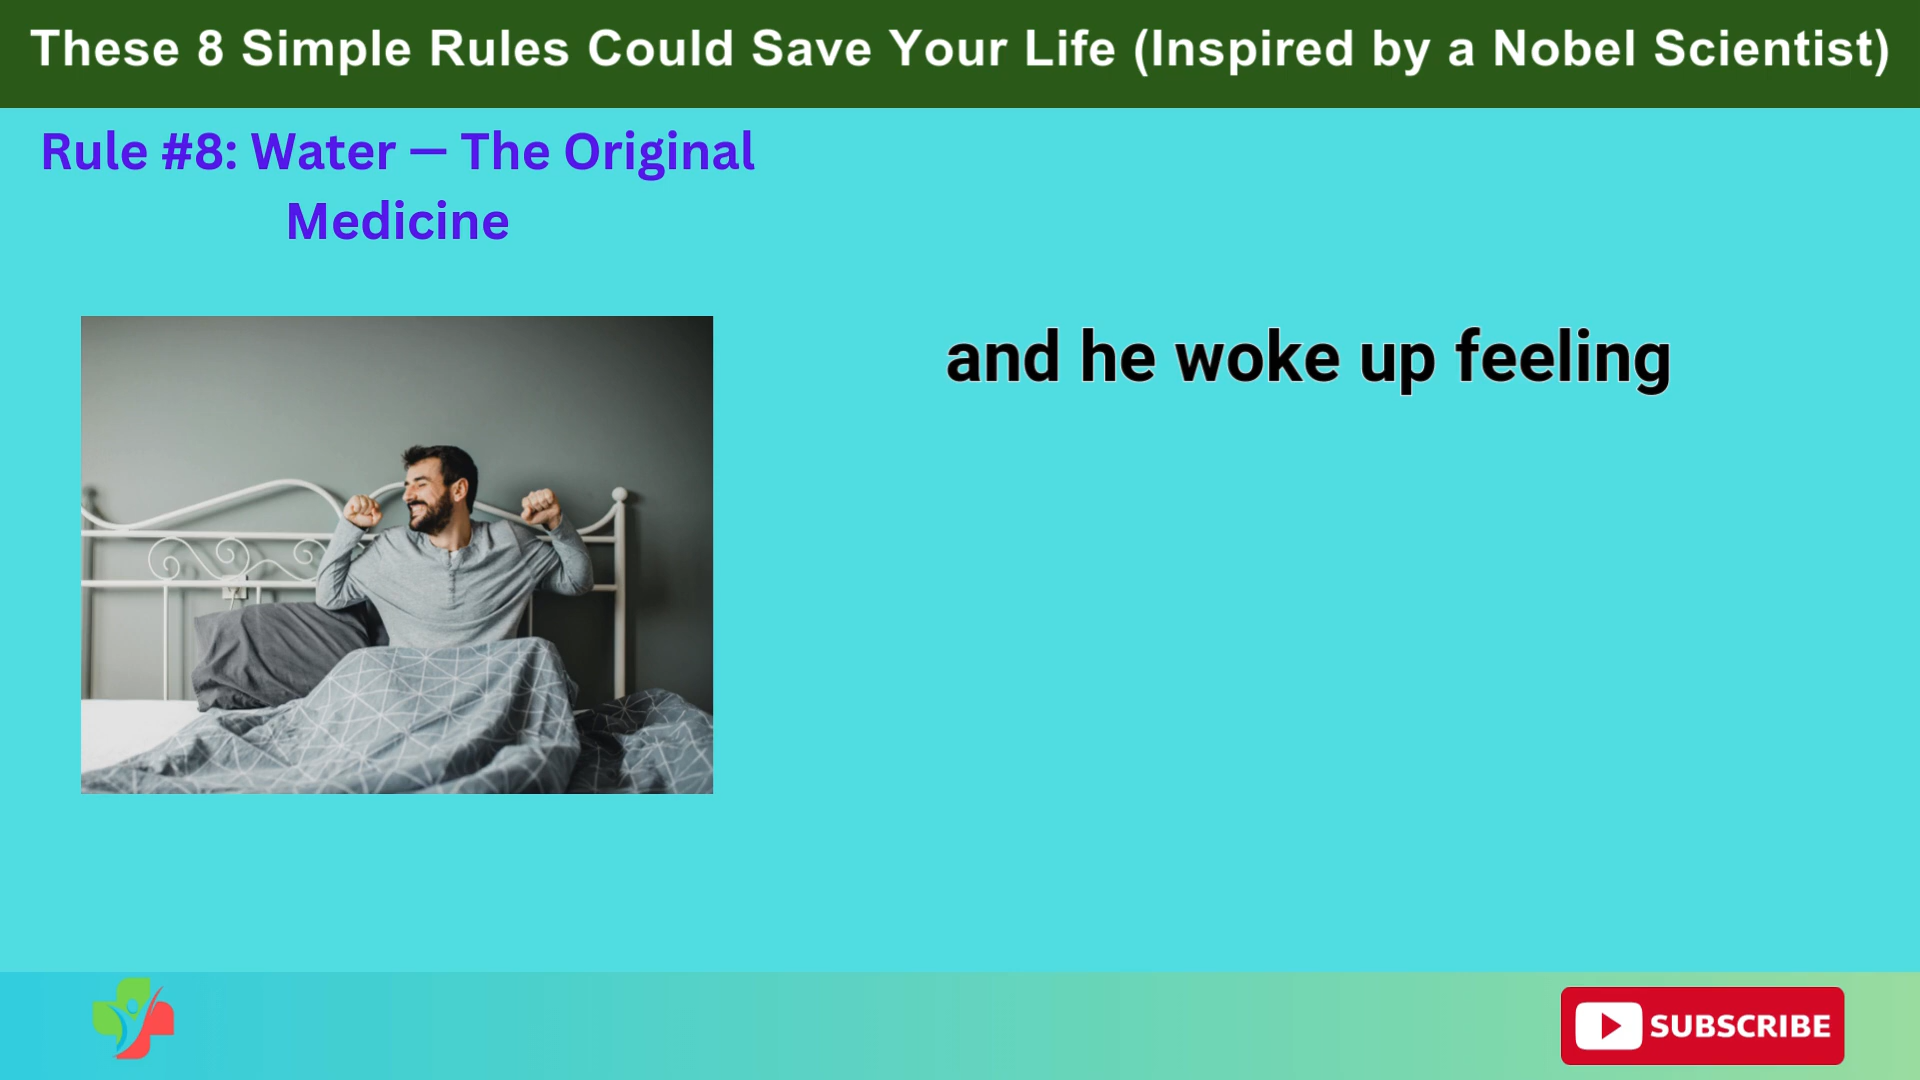 These 8 Simple Rules Could Save Your Life (Inspired by a Nobel Scientist)
Rule #8: Water — The Original
Medicine
and he woke up feeling
SUBSCRIBE